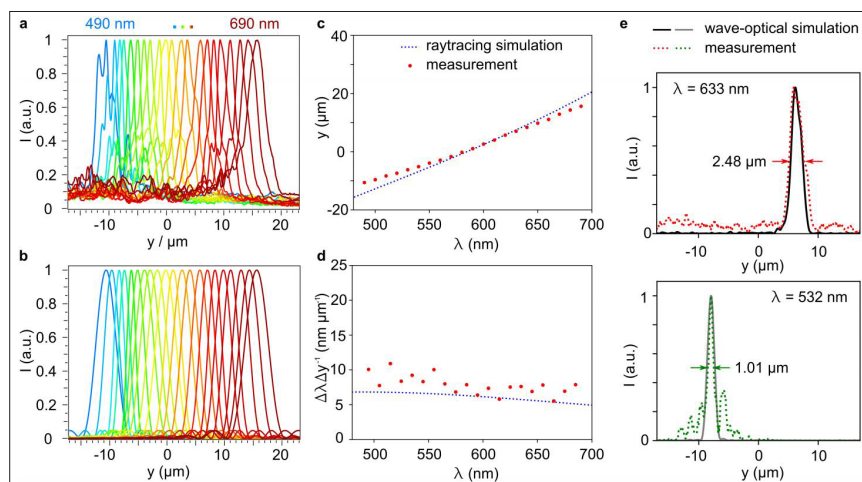 a
490 nm
690 nm
I (a.u.)
1
0.8
0.6
0.4
0.2
0
-10
0
10
20
y / μm
b
I (a.u.)
1
0.8
0.6
0.4
0.2
0
-10
0
10
20
y (μm)
c
raytracing simulation
measurement
y (μm)
40
20
0
-20
500
550
600
650
700
λ (nm)
d
ΔλΔy⁻¹ (nm μm⁻¹)
25
20
15
10
5
0
500
550
600
650
700
λ (nm)
e
wave-optical simulation
measurement
λ = 633 nm
2.48 μm
I (a.u.)
1
0
-10
0
10
y (μm)
λ = 532 nm
1.01 μm
I (a.u.)
1
0
-10
0
10
y (μm)